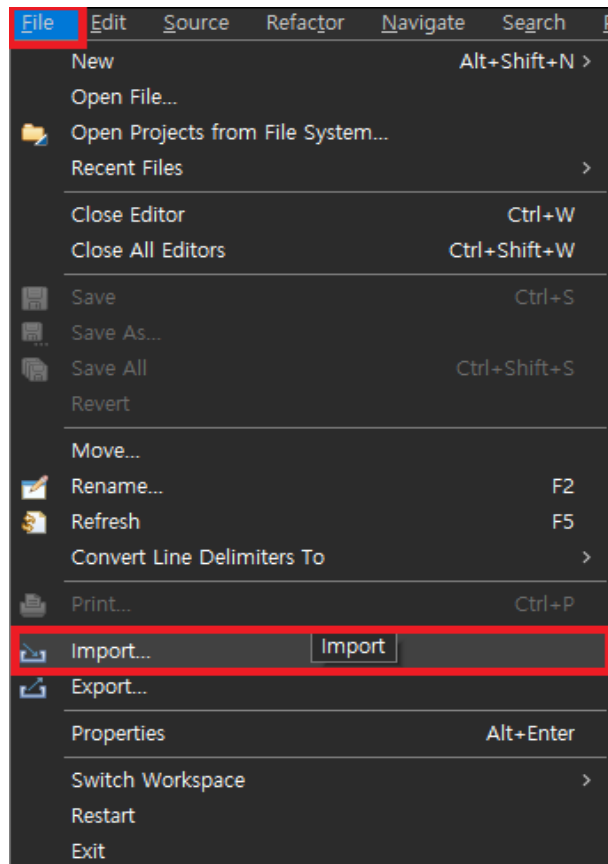 File Edit Source Refactor Navigate Search
New Alt+Shift+N >
Open File...
Open Projects from File System...
Recent Files >
Close Editor Ctrl+W
Close All Editors Ctrl+Shift+W
Save Ctrl+S
Save As...
Save All Ctrl+Shift+S
Revert
Move...
Rename... F2
Refresh F5
Convert Line Delimiters To >
Print... Ctrl+P
Import... Import
Export...
Properties Alt+Enter
Switch Workspace >
Restart
Exit